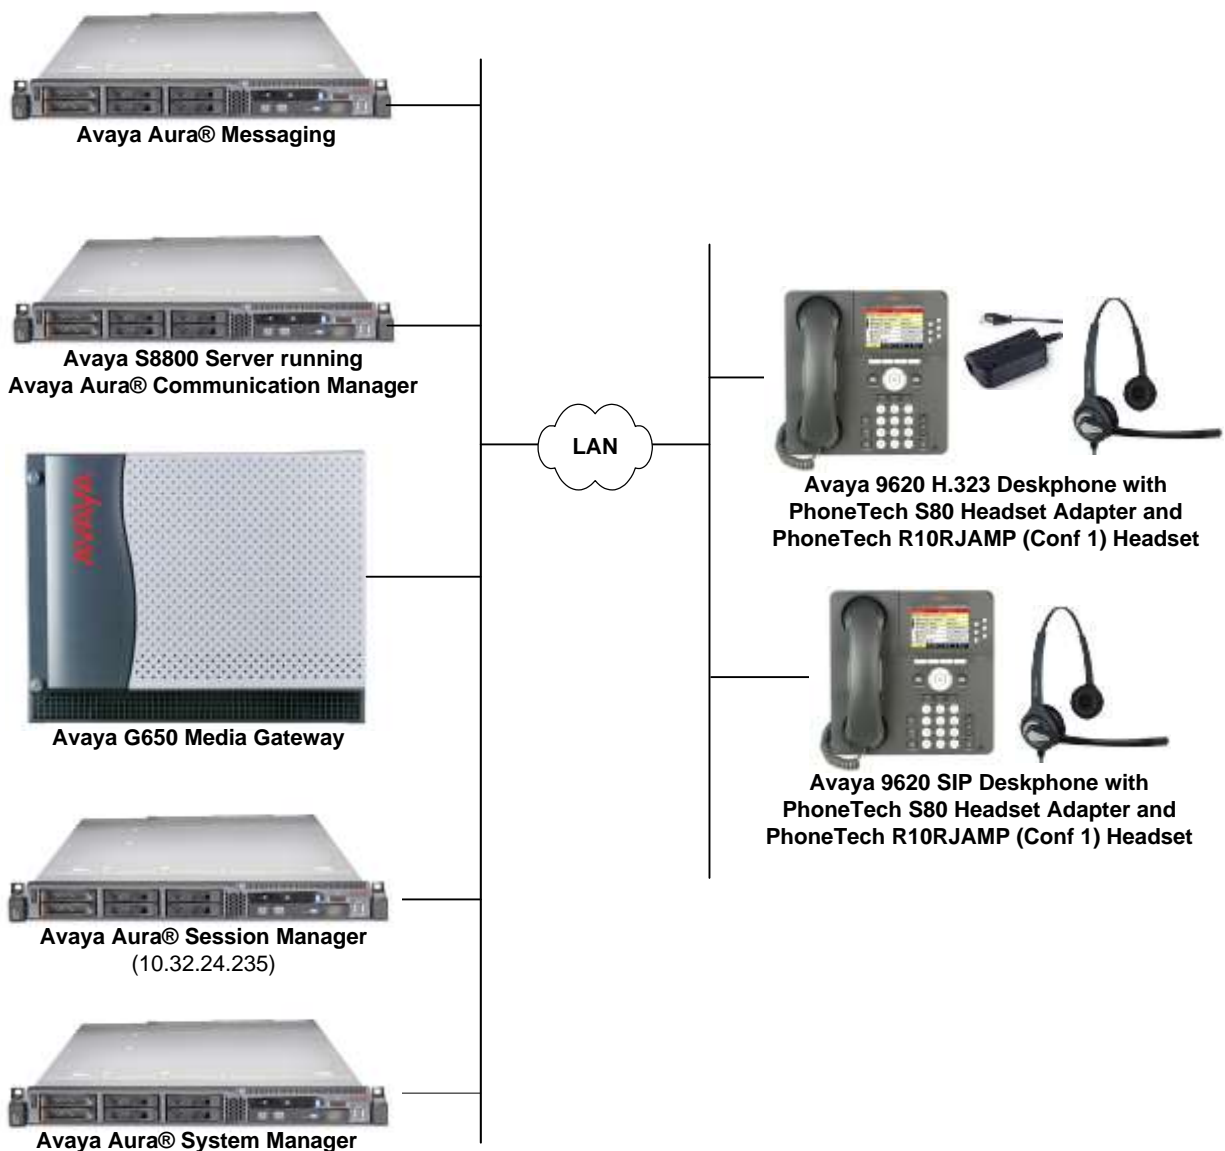 Avaya Aura® Messaging
Avaya S8800 Server running
Avaya Aura® Communication Manager
AVAYA
Avaya G650 Media Gateway
Avaya Aura® Session Manager
(10.32.24.235)
Avaya Aura® System Manager
LAN
Avaya 9620 H.323 Deskphone with
PhoneTech S80 Headset Adapter and
PhoneTech R10RJAMP (Conf 1) Headset
Avaya 9620 SIP Deskphone with
PhoneTech S80 Headset Adapter and
PhoneTech R10RJAMP (Conf 1) Headset